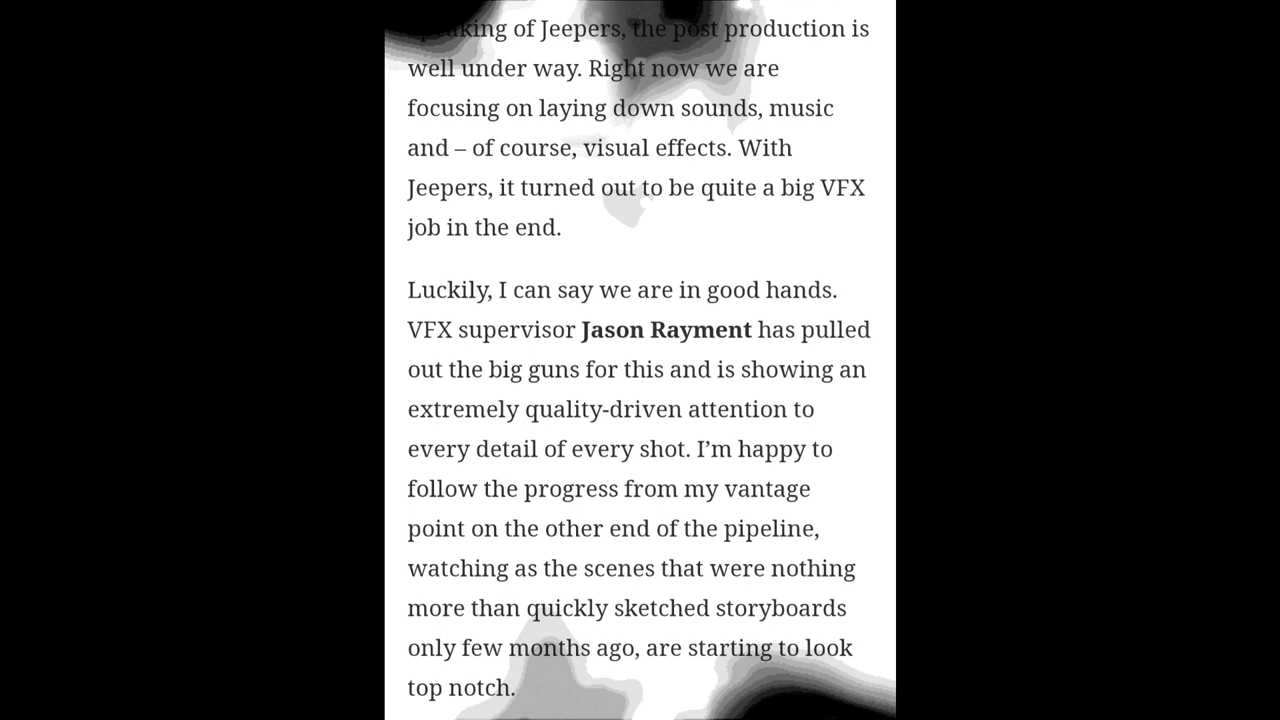 Speaking of Jeepers, the post production is
well under way. Right now we are
focusing on laying down sounds, music
and – of course, visual effects. With
Jeepers, it turned out to be quite a big VFX
job in the end.
Luckily, I can say we are in good hands.
VFX supervisor Jason Rayment has pulled
out the big guns for this and is showing an
extremely quality-driven attention to
every detail of every shot. I’m happy to
follow the progress from my vantage
point on the other end of the pipeline,
watching as the scenes that were nothing
more than quickly sketched storyboards
only few months ago, are starting to look
top notch.